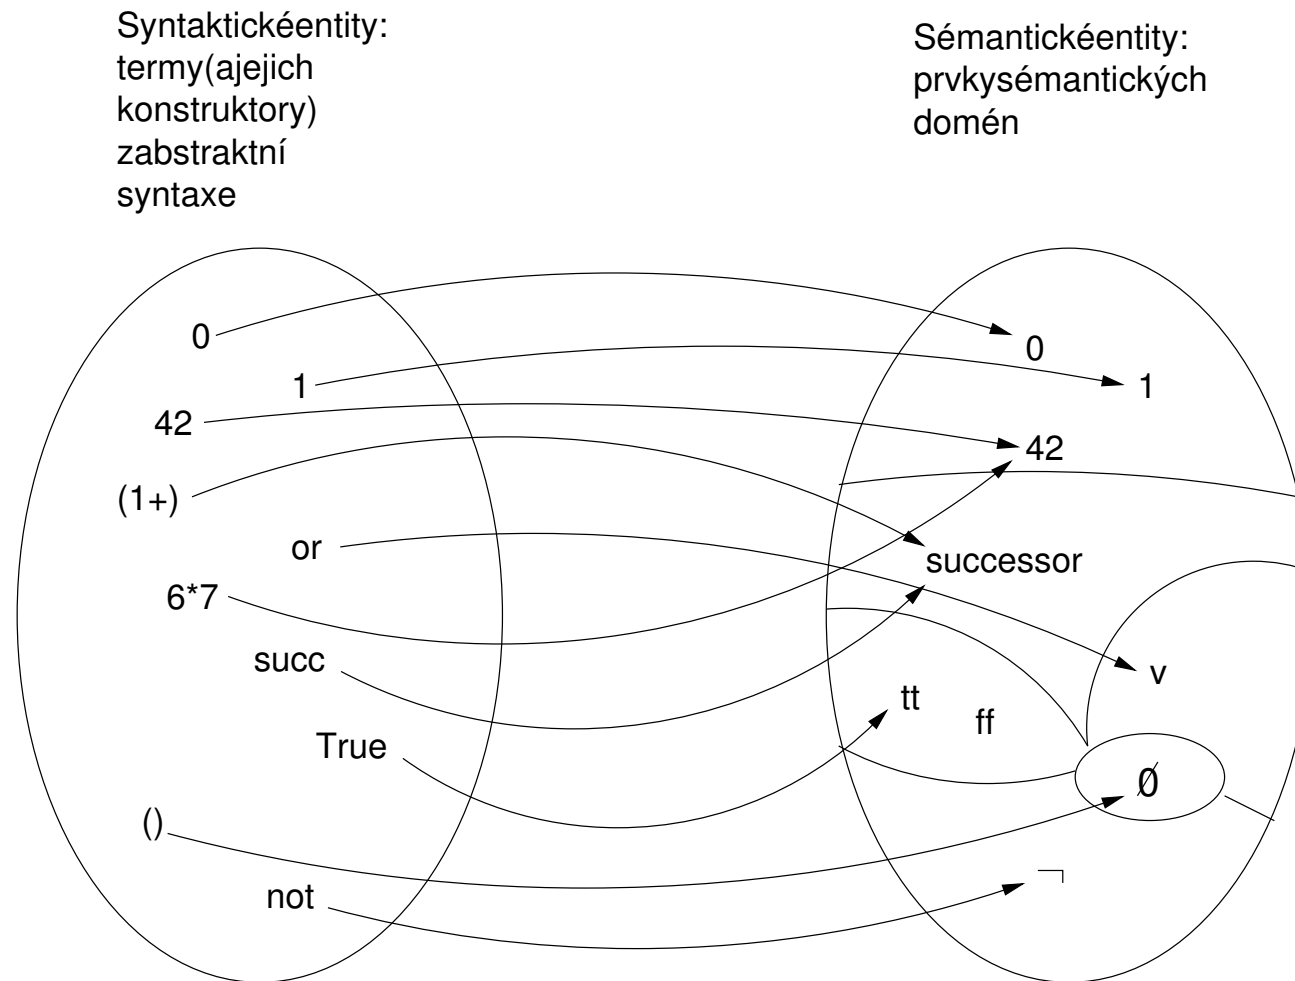 Syntaktickéentity:
termy(ajejich
konstruktory)
zabstraktní
syntaxe
Sémantickéentity:
prvkysémantických
domén
0
1
42
(1+)
or
6*7
succ
True
()
not
0
1
42
successor
v
tt
ff
∅
¬